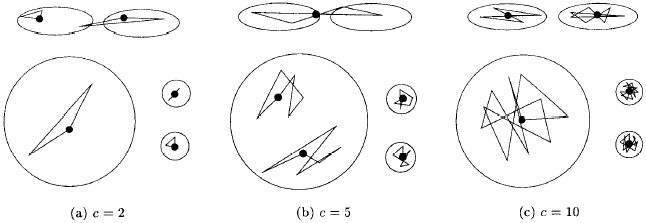 (a) c = 2
(b) c = 5
(c) c = 10